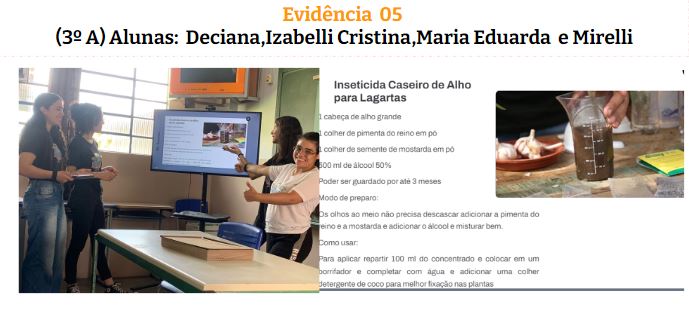 Evidência 05
(3º A) Alunas: Deciana,Izabelli Cristina,Maria Eduarda e Mirelli
Inseticida Caseiro de Alho
para Lagartas
1 cabeça de alho grande
1 colher de pimenta do reino em pó
1 colher de semente de mostarda em pó
500 ml de álcool 50%
Poder ser guardado por até 3 meses
Modo de preparo:
Os olhos ao meio não precisa descascar adicionar a pimenta do
reino e a mostarda e adicionar o álcool e misturar bem.
Como usar:
Para aplicar repartir 100 ml do concentrado e colocar em um
borrifador e completar com água e adicionar uma colher
detergente de coco para melhor fixação nas plantas